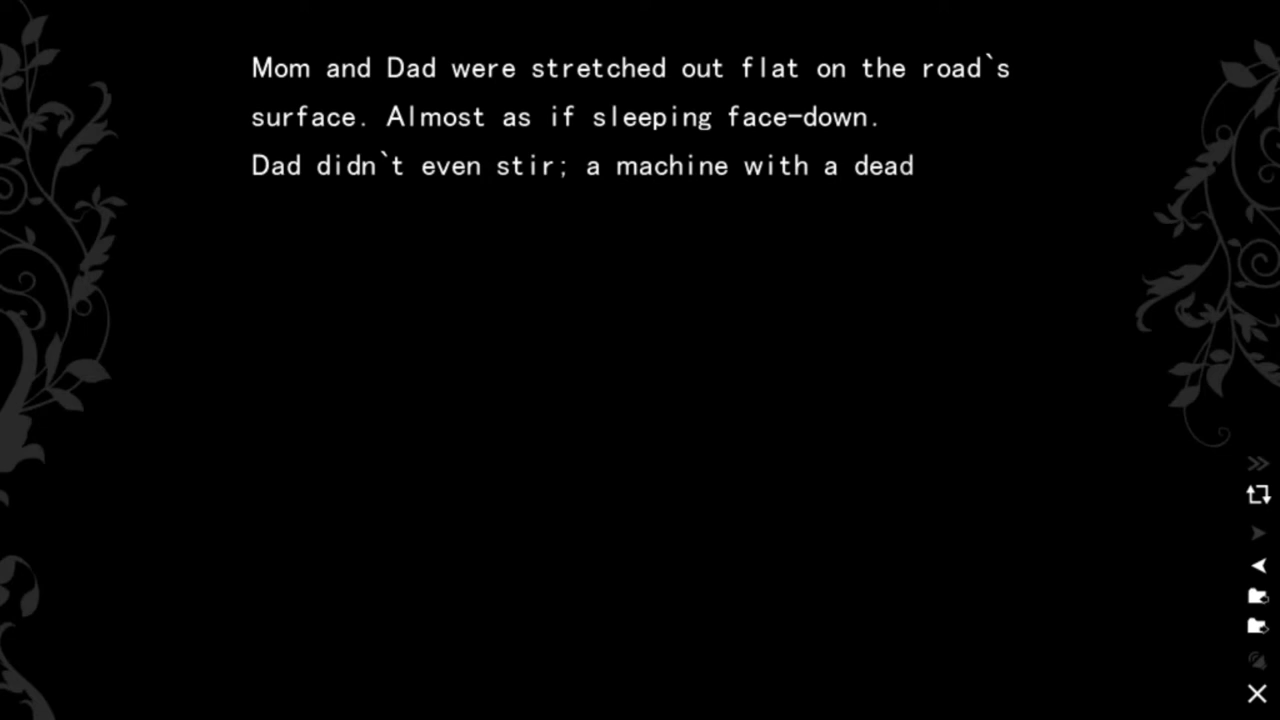 Mom and Dad were stretched out flat on the road`s
surface. Almost as if sleeping face-down.
Dad didn`t even stir; a machine with a dead